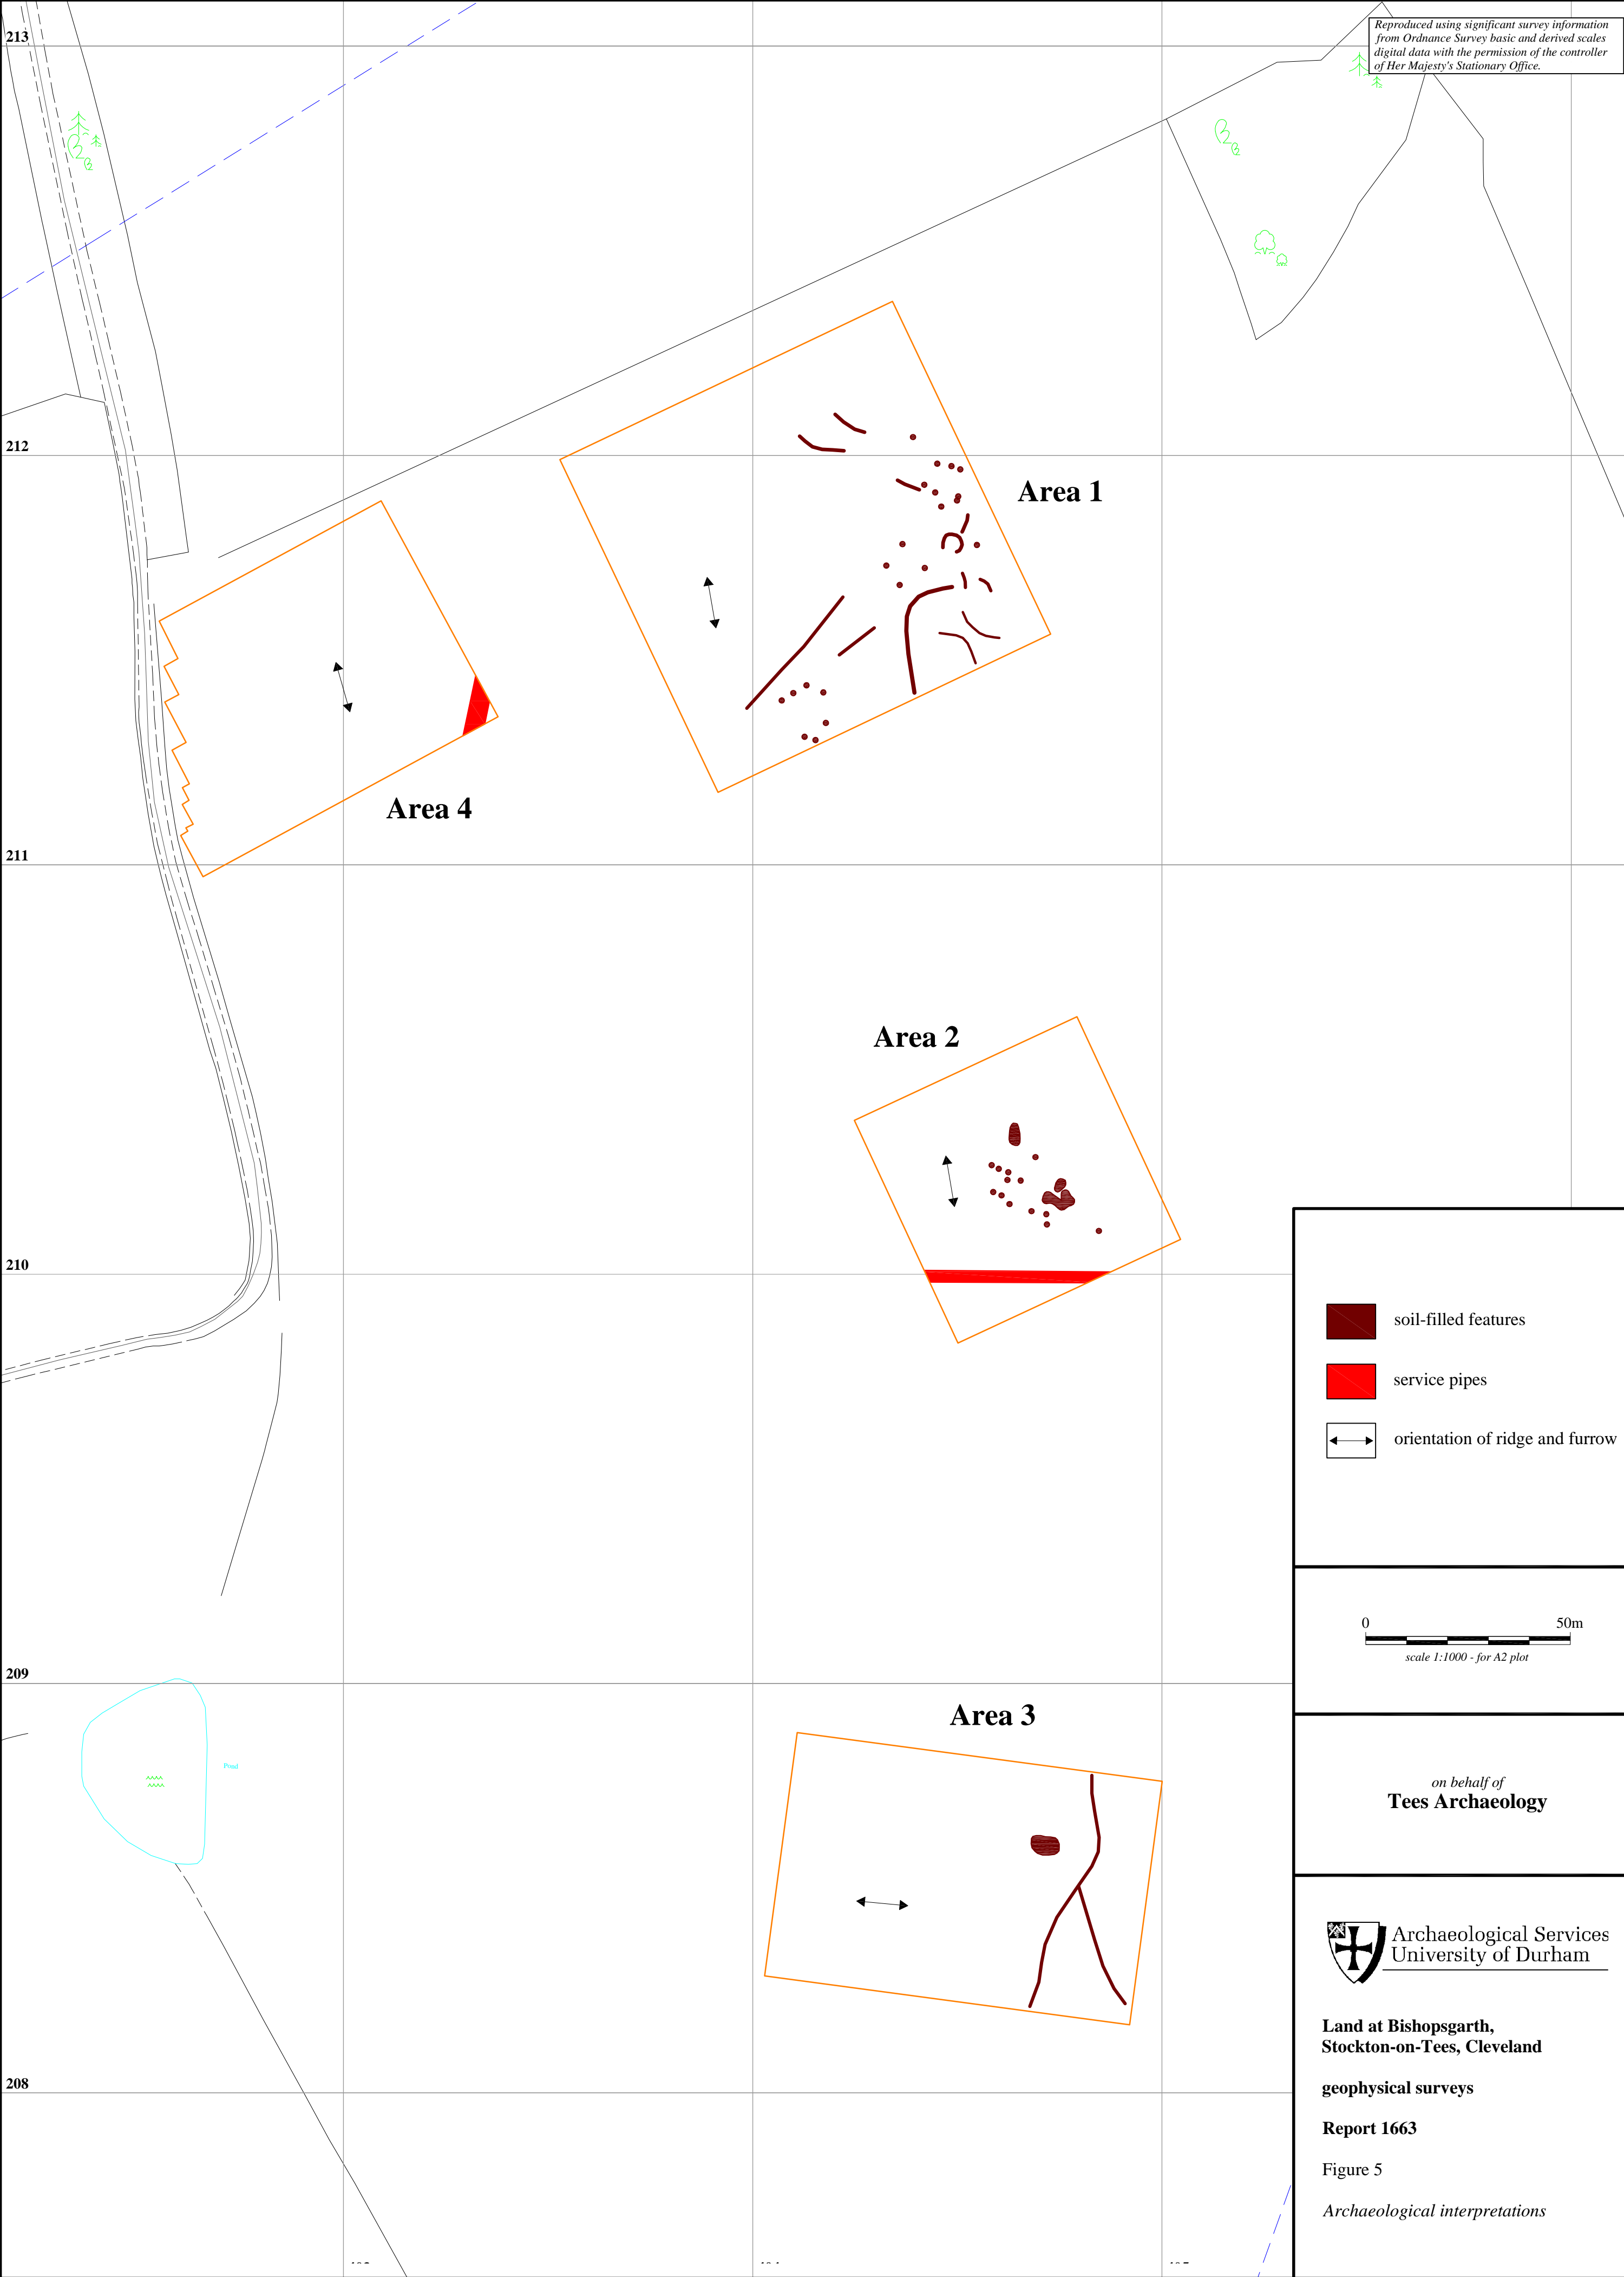 213
Reproduced using significant survey information
from Ordnance Survey basic and derived scales
digital data with the permission of the controller
of Her Majesty's Stationary Office.
212
Area 1
Area 4
211
Area 2
210
soil-filled features
service pipes
orientation of ridge and furrow
0 50m
scale 1:1000 - for A2 plot
209
Area 3
Pond
on behalf of
Tees Archaeology
Archaeological Services
University of Durham
Land at Bishopsgarth,
Stockton-on-Tees, Cleveland
geophysical surveys
208
Report 1663
Figure 5
Archaeological interpretations